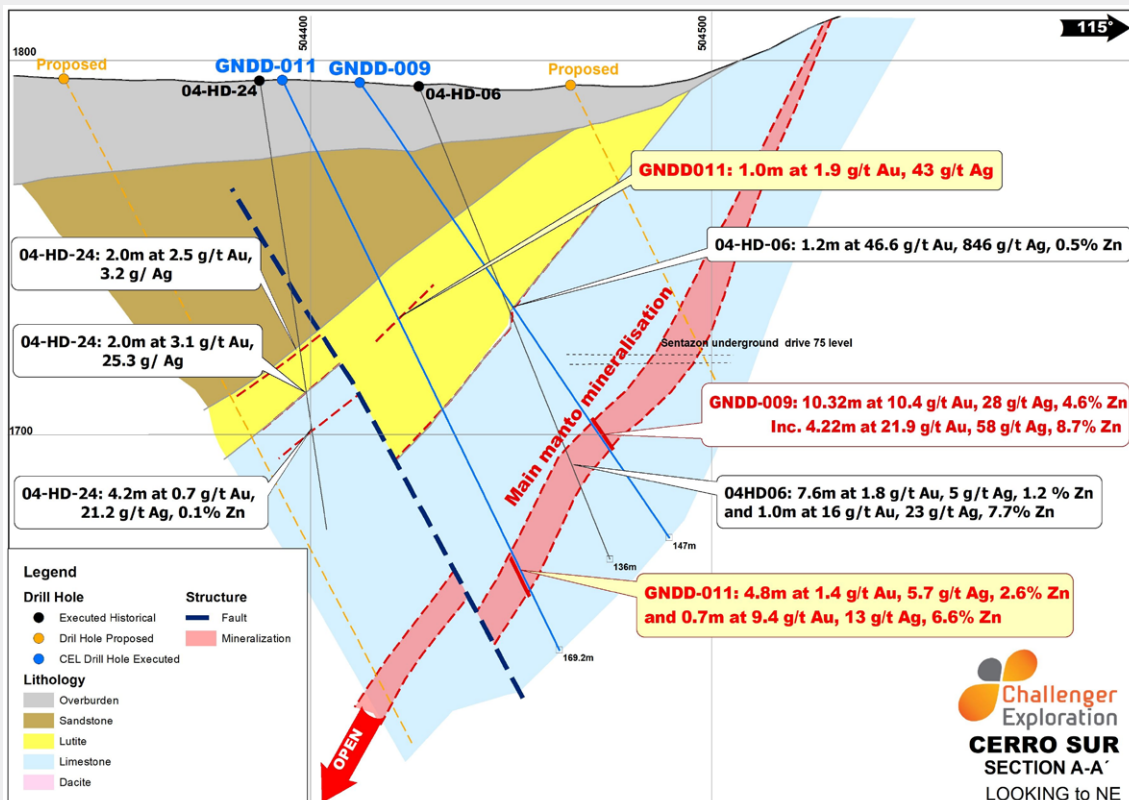 504400
504500
115°
1800
Proposed
GNDD-011
GNDD-009
Proposed
04-HD-24
04-HD-06
GNDD011: 1.0m at 1.9 g/t Au, 43 g/t Ag
04-HD-24: 2.0m at 2.5 g/t Au,
3.2 g/ Ag
04-HD-06: 1.2m at 46.6 g/t Au, 846 g/t Ag, 0.5% Zn
04-HD-24: 2.0m at 3.1 g/t Au,
25.3 g/ Ag
Sentazon underground drive 75 level
Main manto mineralisation
GNDD-009: 10.32m at 10.4 g/t Au, 28 g/t Ag, 4.6% Zn
Inc. 4.22m at 21.9 g/t Au, 58 g/t Ag, 8.7% Zn
1700
04-HD-24: 4.2m at 0.7 g/t Au,
21.2 g/t Ag, 0.1% Zn
04HD06: 7.6m at 1.8 g/t Au, 5 g/t Ag, 1.2 % Zn
and 1.0m at 16 g/t Au, 23 g/t Ag, 7.7% Zn
147m
136m
GNDD-011: 4.8m at 1.4 g/t Au, 5.7 g/t Ag, 2.6% Zn
and 0.7m at 9.4 g/t Au, 13 g/t Ag, 6.6% Zn
169.2m
OPEN
Legend
Drill Hole
Executed Historical
Dril Hole Proposed
CEL Drill Hole Executed
Structure
Fault
Mineralization
Lithology
Overburden
Sandstone
Lutite
Limestone
Dacite
Challenger
Exploration
CERRO SUR
SECTION A-A´
LOOKING to NE